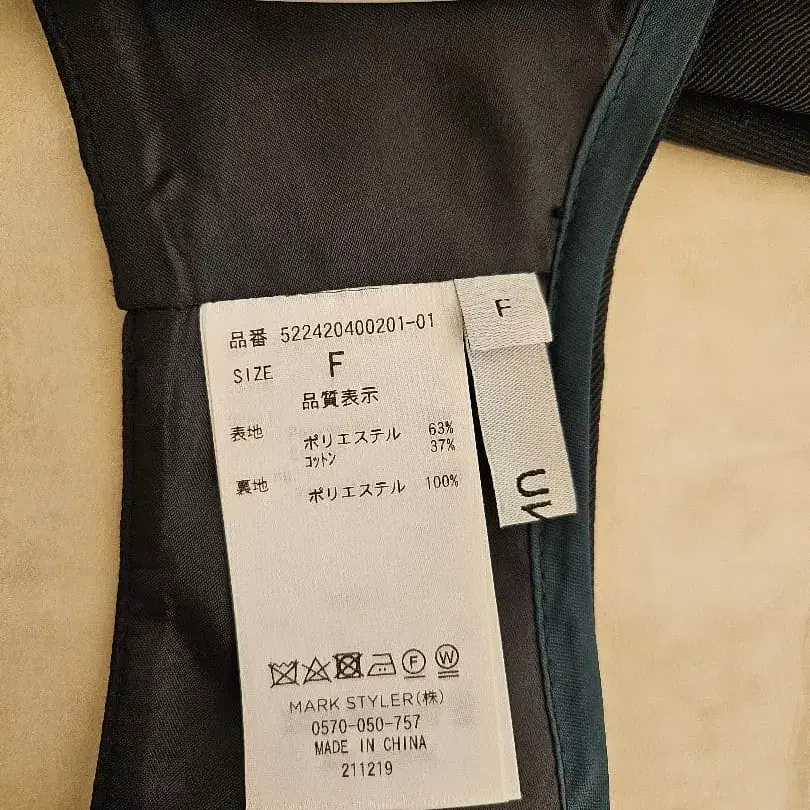 品番 522420400201-01
SIZE F
品質表示
表地 ポリエステル 63%
コットン 37%
裏地 ポリエステル 100%
F
W
MARK STYLER(株)
0570-050-757
MADE IN CHINA
211219
F